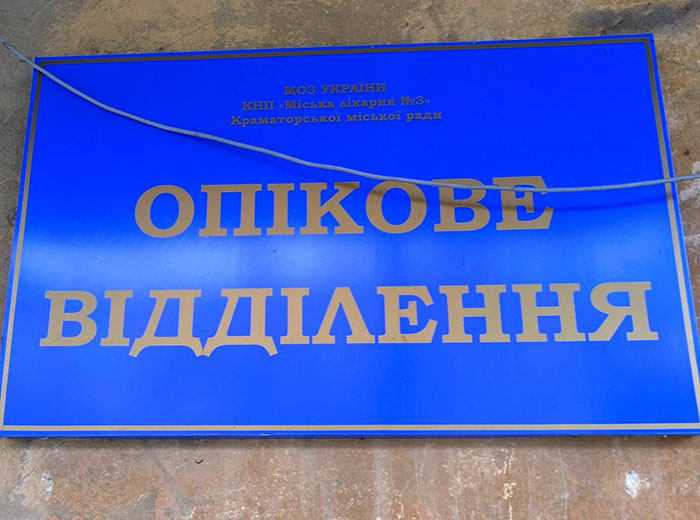 МОЗ УКРАЇНИ
КНП «Міська лікарня №3»
Краматорської міської ради
ОПІКОВЕ
ВІДДІЛЕННЯ